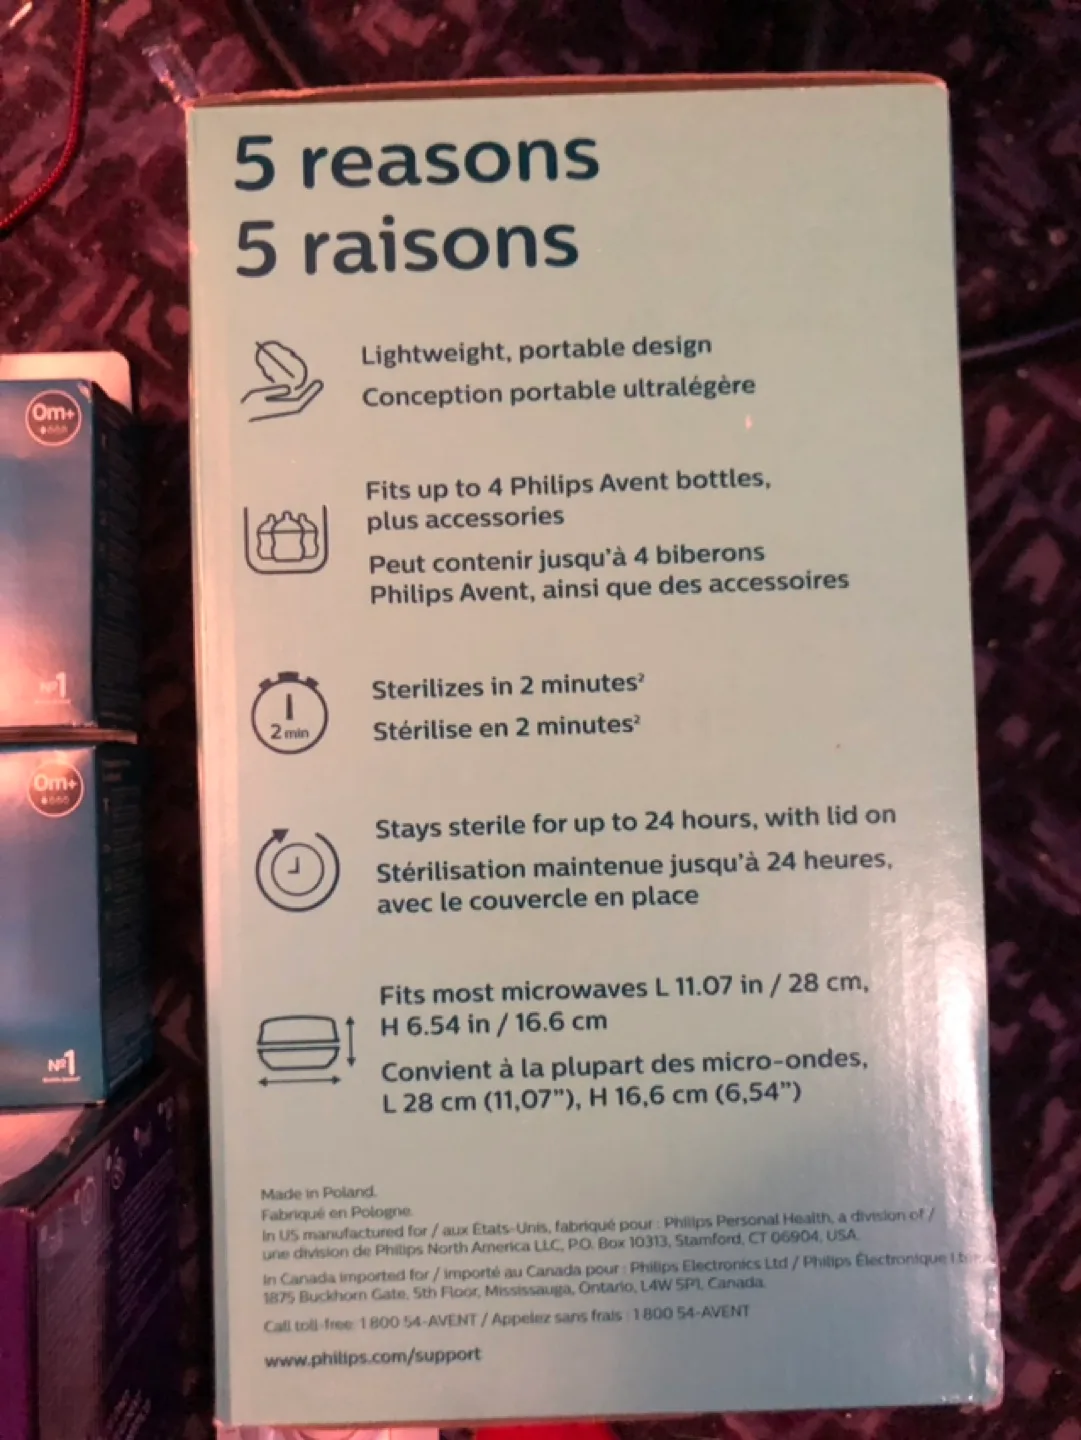 5 reasons
5 raisons
Lightweight, portable design
Conception portable ultralégère
Fits up to 4 Philips Avent bottles,
plus accessories
Peut contenir jusqu'à 4 biberons
Philips Avent, ainsi que des accessoires
2 min
Sterilizes in 2 minutes²
Stérilise en 2 minutes²
Stays sterile for up to 24 hours, with lid on
Stérilisation maintenue jusqu'à 24 heures,
avec le couvercle en place
Fits most microwaves L 11.07 in / 28 cm,
H 6.54 in / 16.6 cm
Convient à la plupart des micro-ondes,
L 28 cm (11,07"), H 16,6 cm (6,54")
Made in Poland.
Fabriqué en Pologne.
In US manufactured for / aux États-Unis, fabriqué pour : Philips Personal Health, a division of /
une division de Philips North America LLC, P.O. Box 10313, Stamford, CT 06904, USA.
In Canada imported for / importé au Canada pour : Philips Electronics Ltd / Philips Électronique
1875 Buckhorn Gate, 5th Floor, Mississauga, Ontario, L4W 5P1, Canada.
Call toll-free: 1 800 54-AVENT / Appelez sans frais : 1 800 54-AVENT
www.philips.com/support
0m+
Nº1
0m+
Nº1